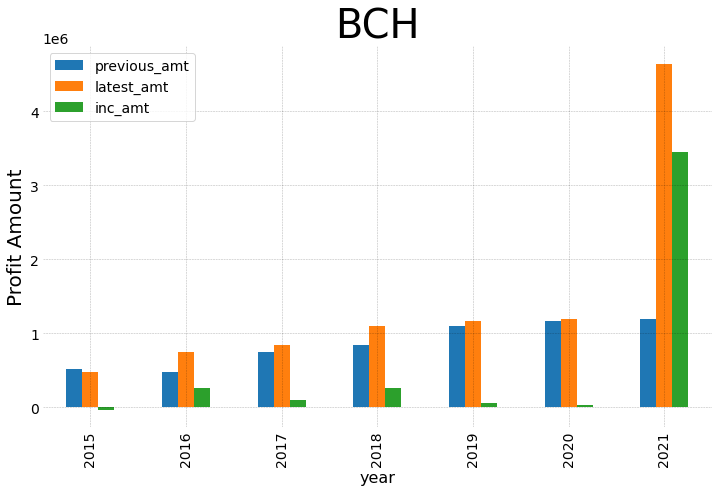 BCH
1e6
previous_amt
latest_amt
inc_amt
4
3
2
1
0
Profit Amount
2015 2016 2017 2018 2019 2020 2021
year